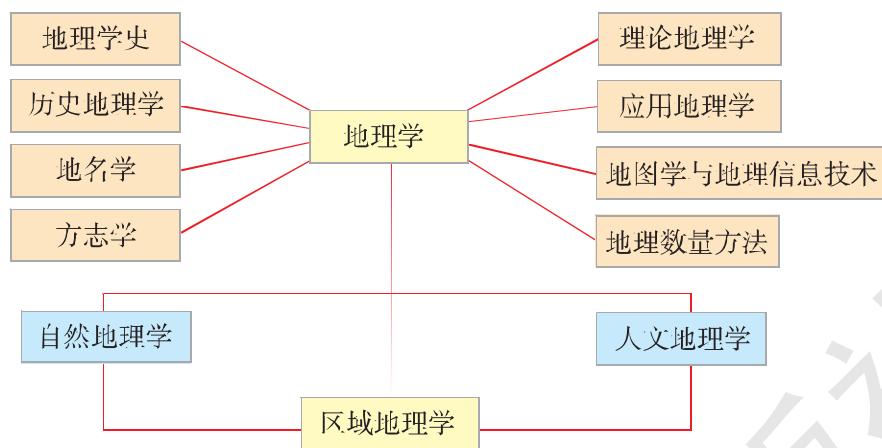 地理学史
历史地理学
地名学
方志学
地理学
理论地理学
应用地理学
地图学与地理信息技术
地理数量方法
自然地理学
人文地理学
区域地理学